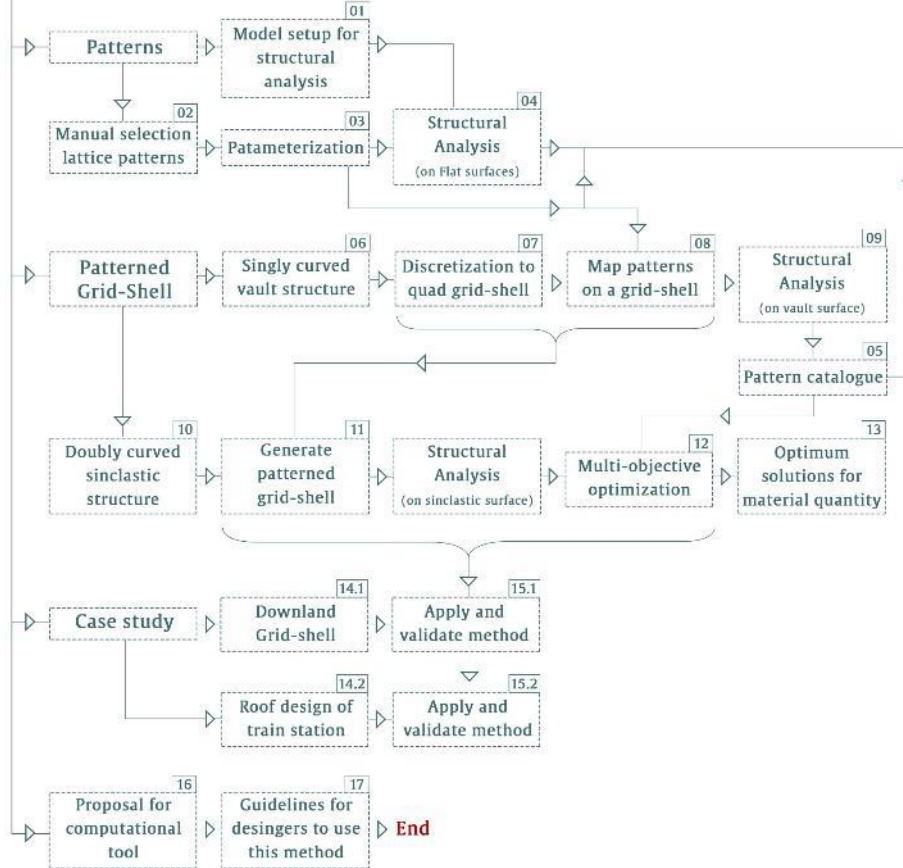 01
Patterns
Model setup for
structural
analysis
02
Manual selection
lattice patterns
03
Patameterization
04
Structural
Analysis
(on Flat surfaces)
Patterned
Grid-Shell
06
Singly curved
vault structure
07
Discretization to
quad grid-shell
08
Map patterns
on a grid-shell
09
Structural
Analysis
(on vault surface)
05
Pattern catalogue
10
Doubly curved
sinclastic
structure
11
Generate
patterned
grid-shell
Structural
Analysis
(on sinclastic surface)
12
Multi-objective
optimization
13
Optimum
solutions for
material quantity
Case study
14.1
Downland
Grid-shell
15.1
Apply and
validate method
14.2
Roof design of
train station
15.2
Apply and
validate method
16
Proposal for
computational
tool
17
Guidelines for
desingers to use
this method
End